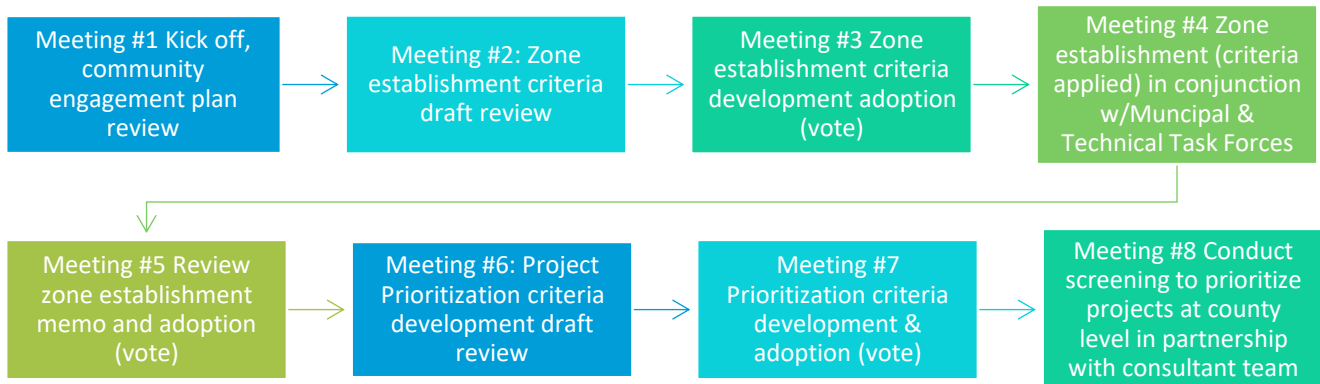 Meeting #1 Kick off,
community
engagement plan
review
Meeting #2: Zone
establishment criteria
draft review
Meeting #3 Zone
establishment criteria
development adoption
(vote)
Meeting #4 Zone
establishment (criteria
applied) in conjunction
w/Muncipal &
Technical Task Forces
Meeting #5 Review
zone establishment
memo and adoption
(vote)
Meeting #6: Project
Prioritization criteria
development draft
review
Meeting #7
Prioritization criteria
development &
adoption (vote)
Meeting #8 Conduct
screening to prioritize
projects at county
level in partnership
with consultant team